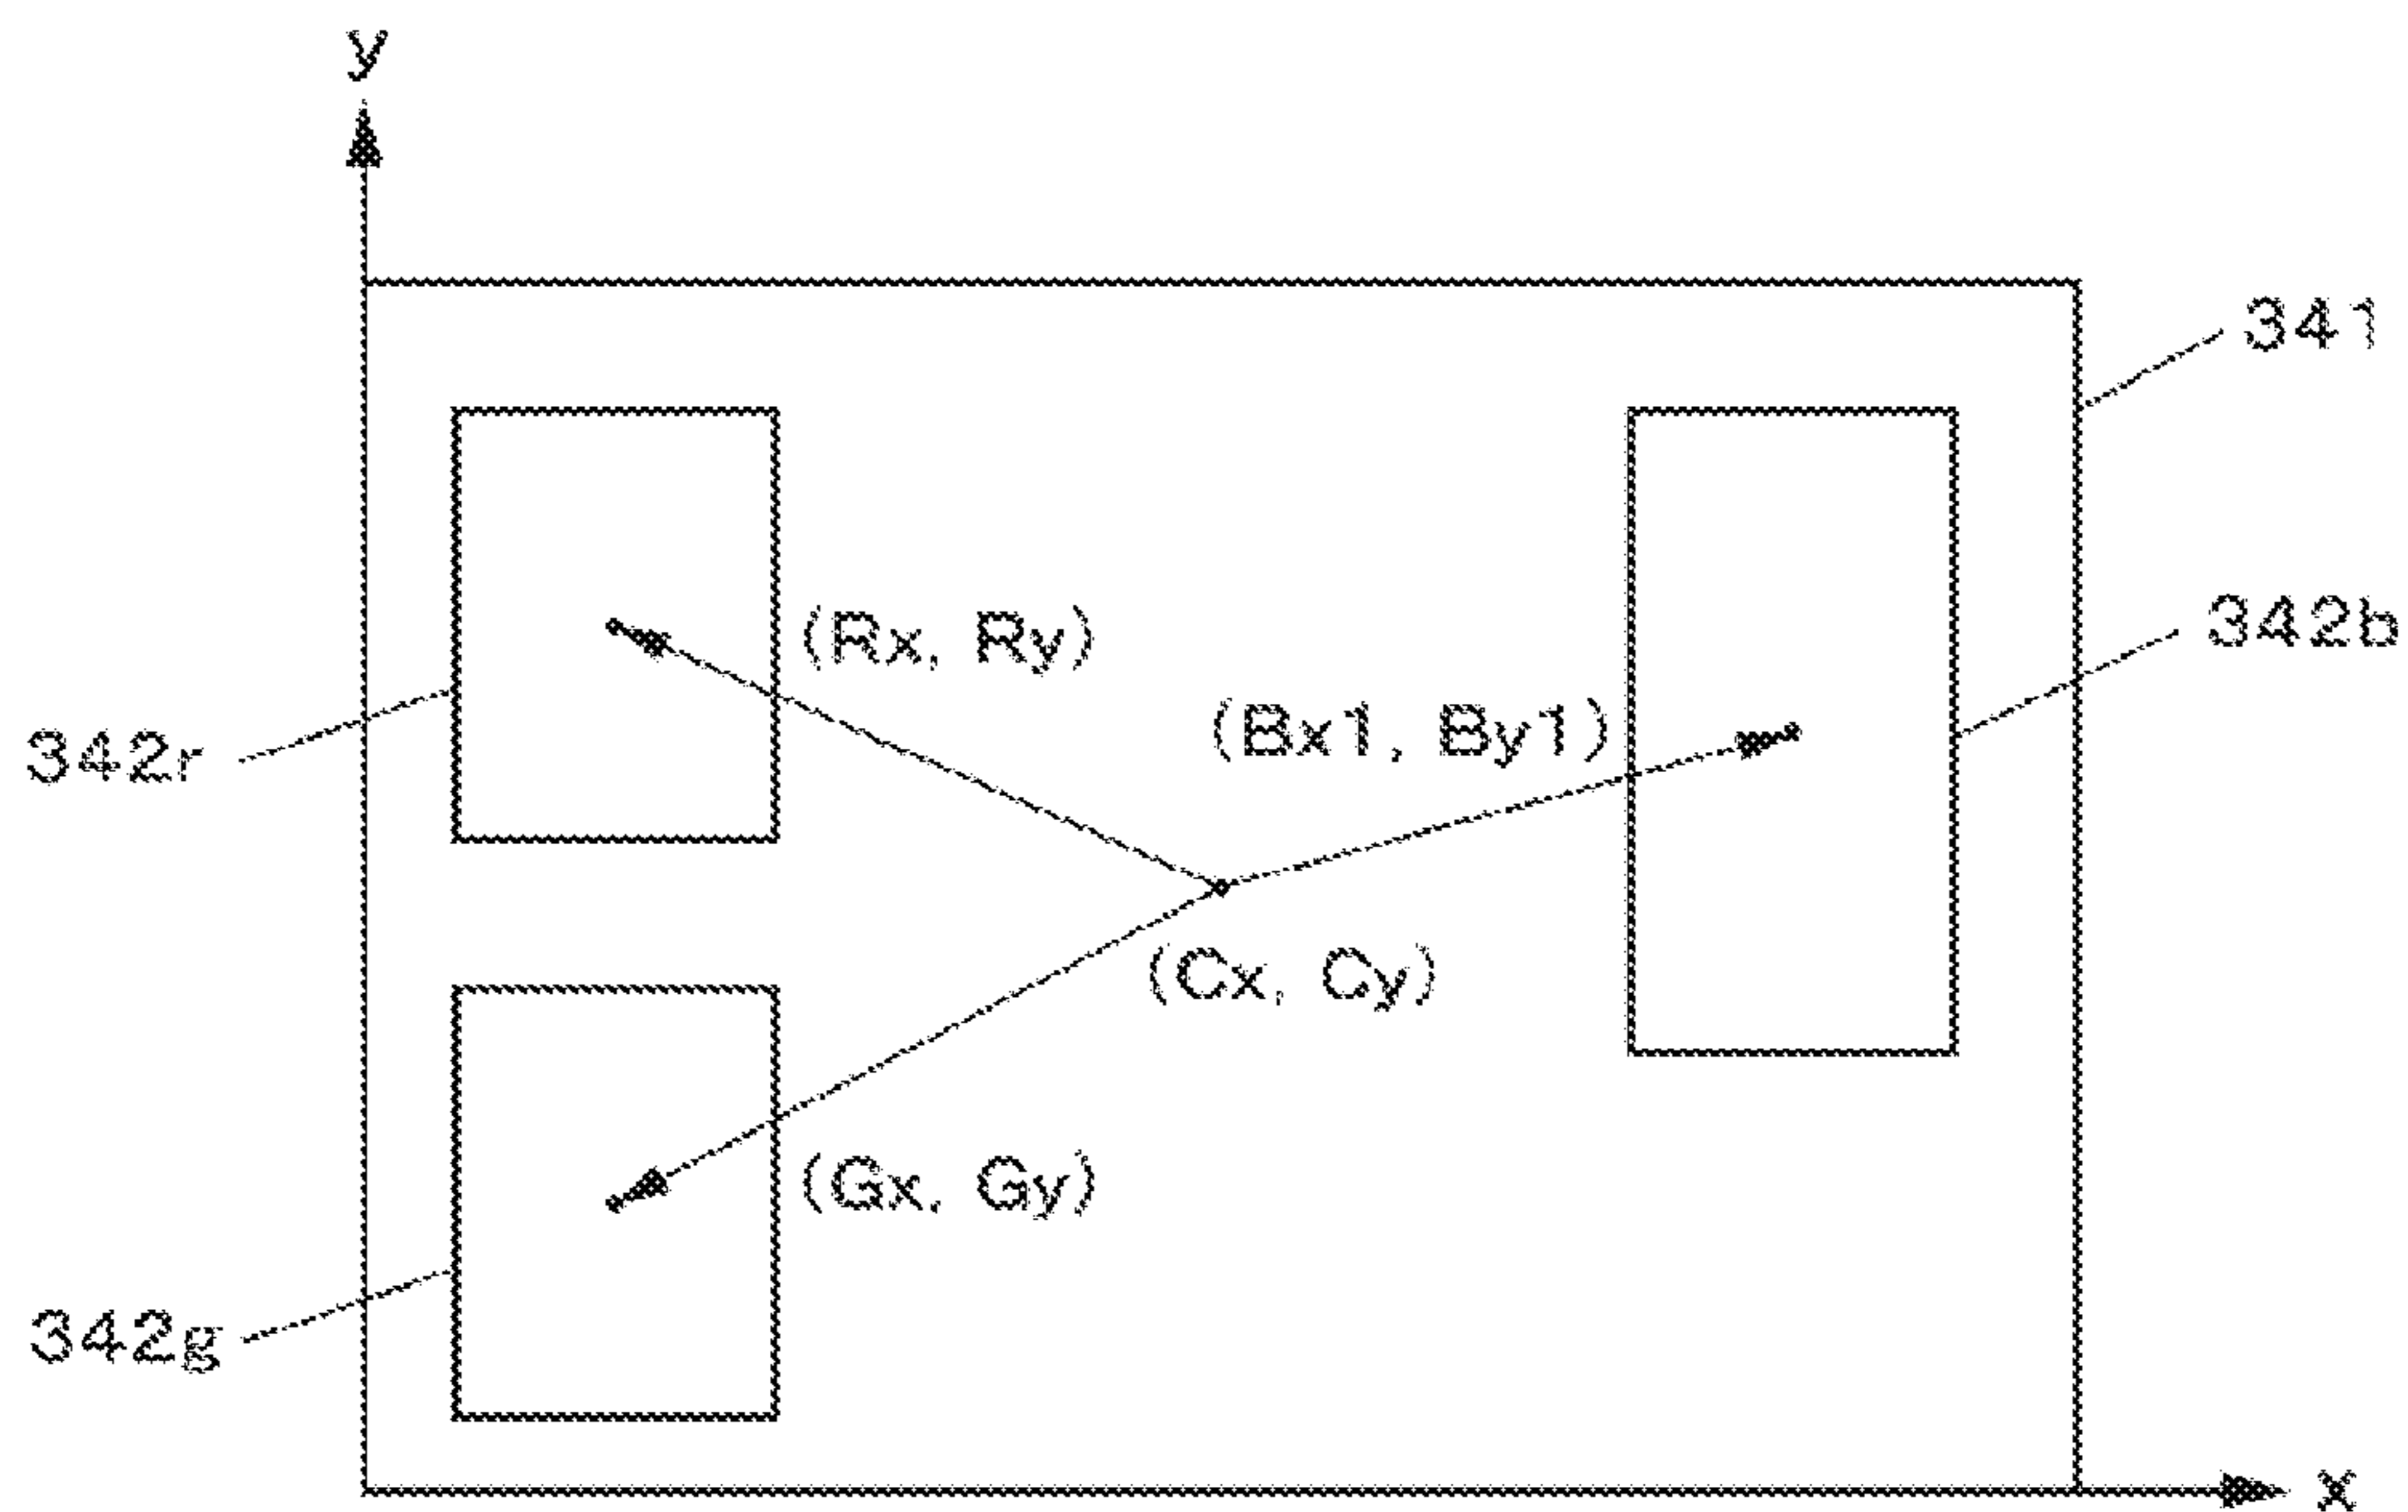 y
341
342b
(Rx, Ry)
(Bx1, By1)
342r
(Cx, Cy)
(Gx, Gy)
342g
x